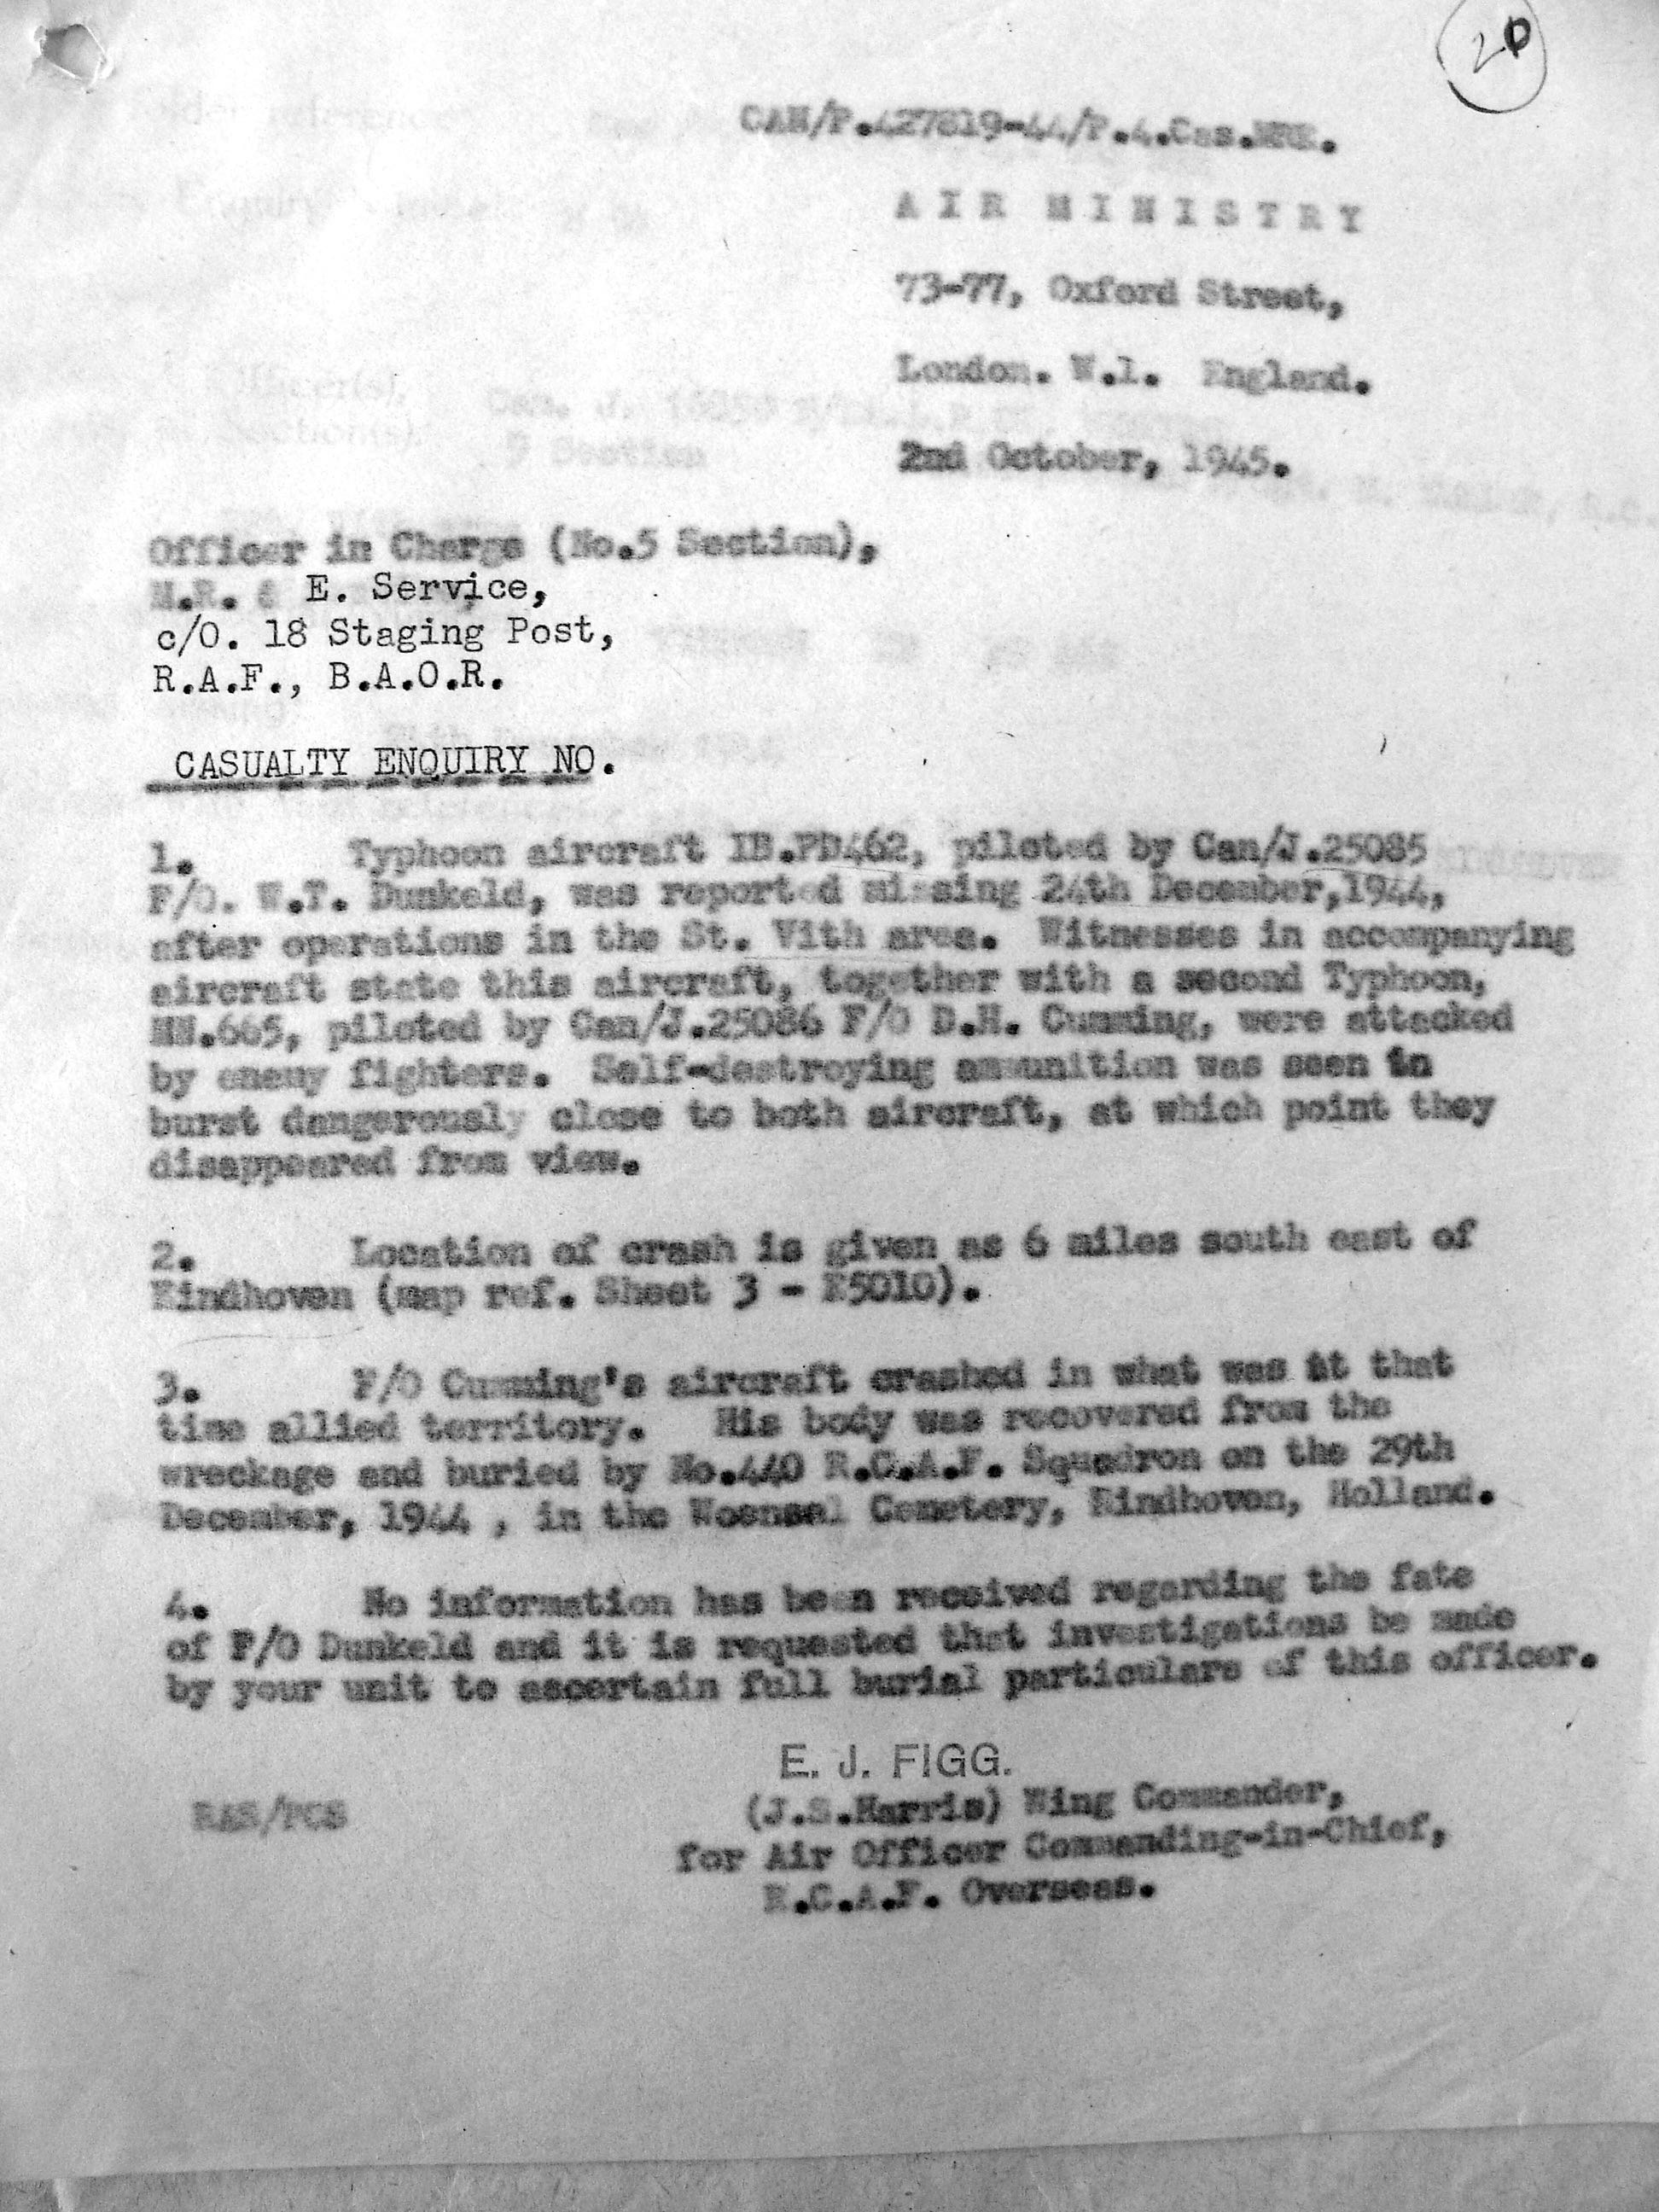 20
CAN/P.427819-44/P.4.Cas.MRE.
AIR MINISTRY
73-77, Oxford Street,
London. W.1. England.
2nd October, 1945.
Officer in Charge (No.5 Section),
M.R. & E. Service,
c/O. 18 Staging Post,
R.A.F., B.A.O.R.
CASUALTY ENQUIRY NO.
1. Typhoon aircraft IB.PD462, piloted by Can/J.25085
F/O. W.T. Dunkeld, was reported missing 24th December,1944,
after operations in the St. Vith area. Witnesses in accompanying
aircraft state this aircraft, together with a second Typhoon,
MN.665, piloted by Can/J.25086 F/O D.H. Cumming, were attacked
by enemy fighters. Self-destroying ammunition was seen to
burst dangerously close to both aircraft, at which point they
disappeared from view.
2. Location of crash is given as 6 miles south east of
Eindhoven (map ref. Sheet 3 - E5010).
3. F/O Cumming's aircraft crashed in what was at that
time allied territory. His body was recovered from the
wreckage and buried by No.440 R.C.A.F. Squadron on the 29th
December, 1944 , in the Woensel Cemetery, Eindhoven, Holland.
4. No information has been received regarding the fate
of F/O Dunkeld and it is requested that investigations be made
by your unit to ascertain full burial particulars of this officer.
E. J. FIGG.
RAS/PCS
(J.S.Harris) Wing Commander,
for Air Officer Commanding-in-Chief,
R.C.A.F. Overseas.